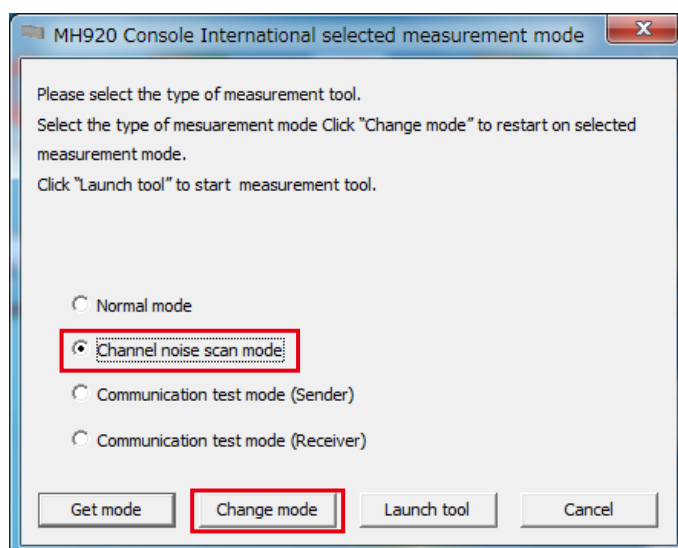 MH920 Console International selected measurement mode
Please select the type of measurement tool.
Select the type of mesuarement mode Click “Change mode” to restart on selected
measurement mode.
Click “Launch tool” to start measurement tool.
Normal mode
Channel noise scan mode
Communication test mode (Sender)
Communication test mode (Receiver)
Get mode Change mode Launch tool Cancel